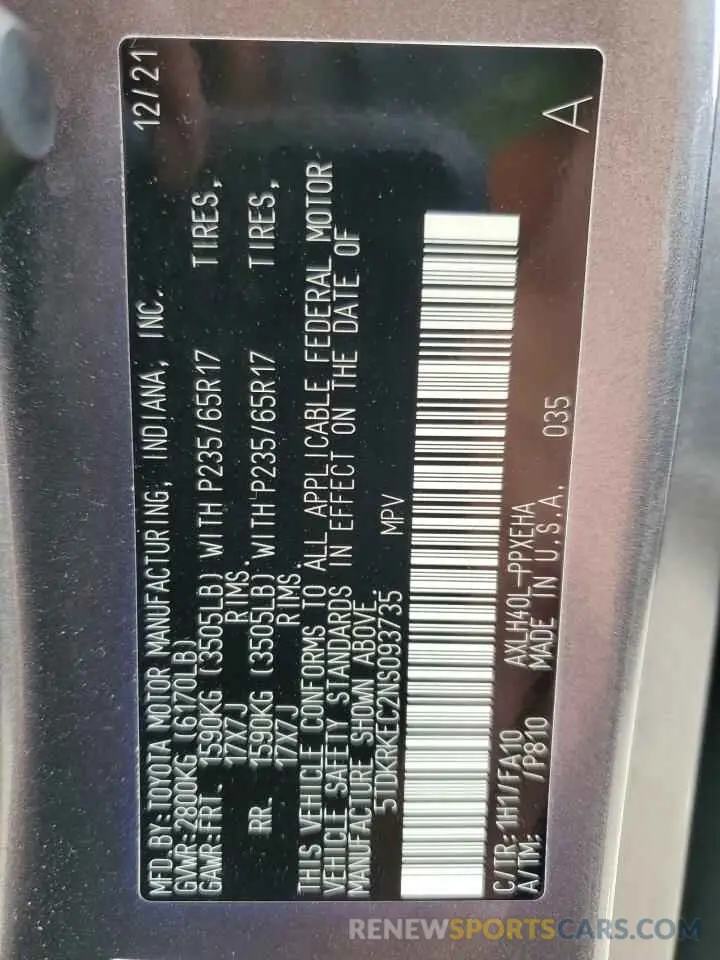 MFD.BY:TOYOTA MOTOR MANUFACTURING, INDIANA, INC. 12/21
GVWR:2800KG (6170LB)
GAWR:FRT. 1590KG (3505LB) WITH P235/65R17 TIRES,
17X7J RIMS.
RR. 1590KG (3505LB) WITH P235/65R17 TIRES,
17X7J RIMS.
THIS VEHICLE CONFORMS TO ALL APPLICABLE FEDERAL MOTOR
VEHICLE SAFETY STANDARDS IN EFFECT ON THE DATE OF
MANUFACTURE SHOWN ABOVE.
5TDKRKEC2NS093735 MPV
C/TR: 1H1/FA10 AXLH40L-PPXEHA
A/TM: /P810 MADE IN U.S.A. 035 A
RENEWSPORTSCARS.COM